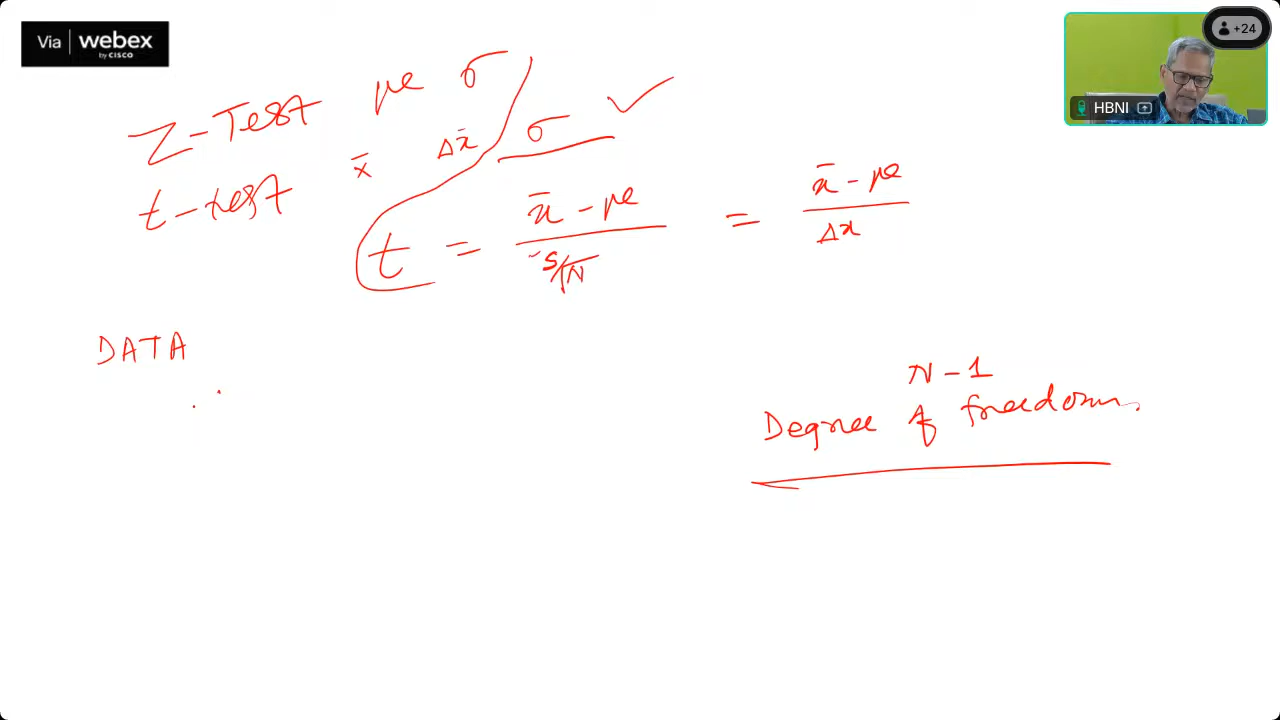 Via webex
by CISCO
+24
HBNI
Z-Test μ σ
t-test x̄ Δx̄ σ ✓
t = x̄ - μ / s/√N = x̄ - μ / Δx
DATA
N-1
Degree of freedom.